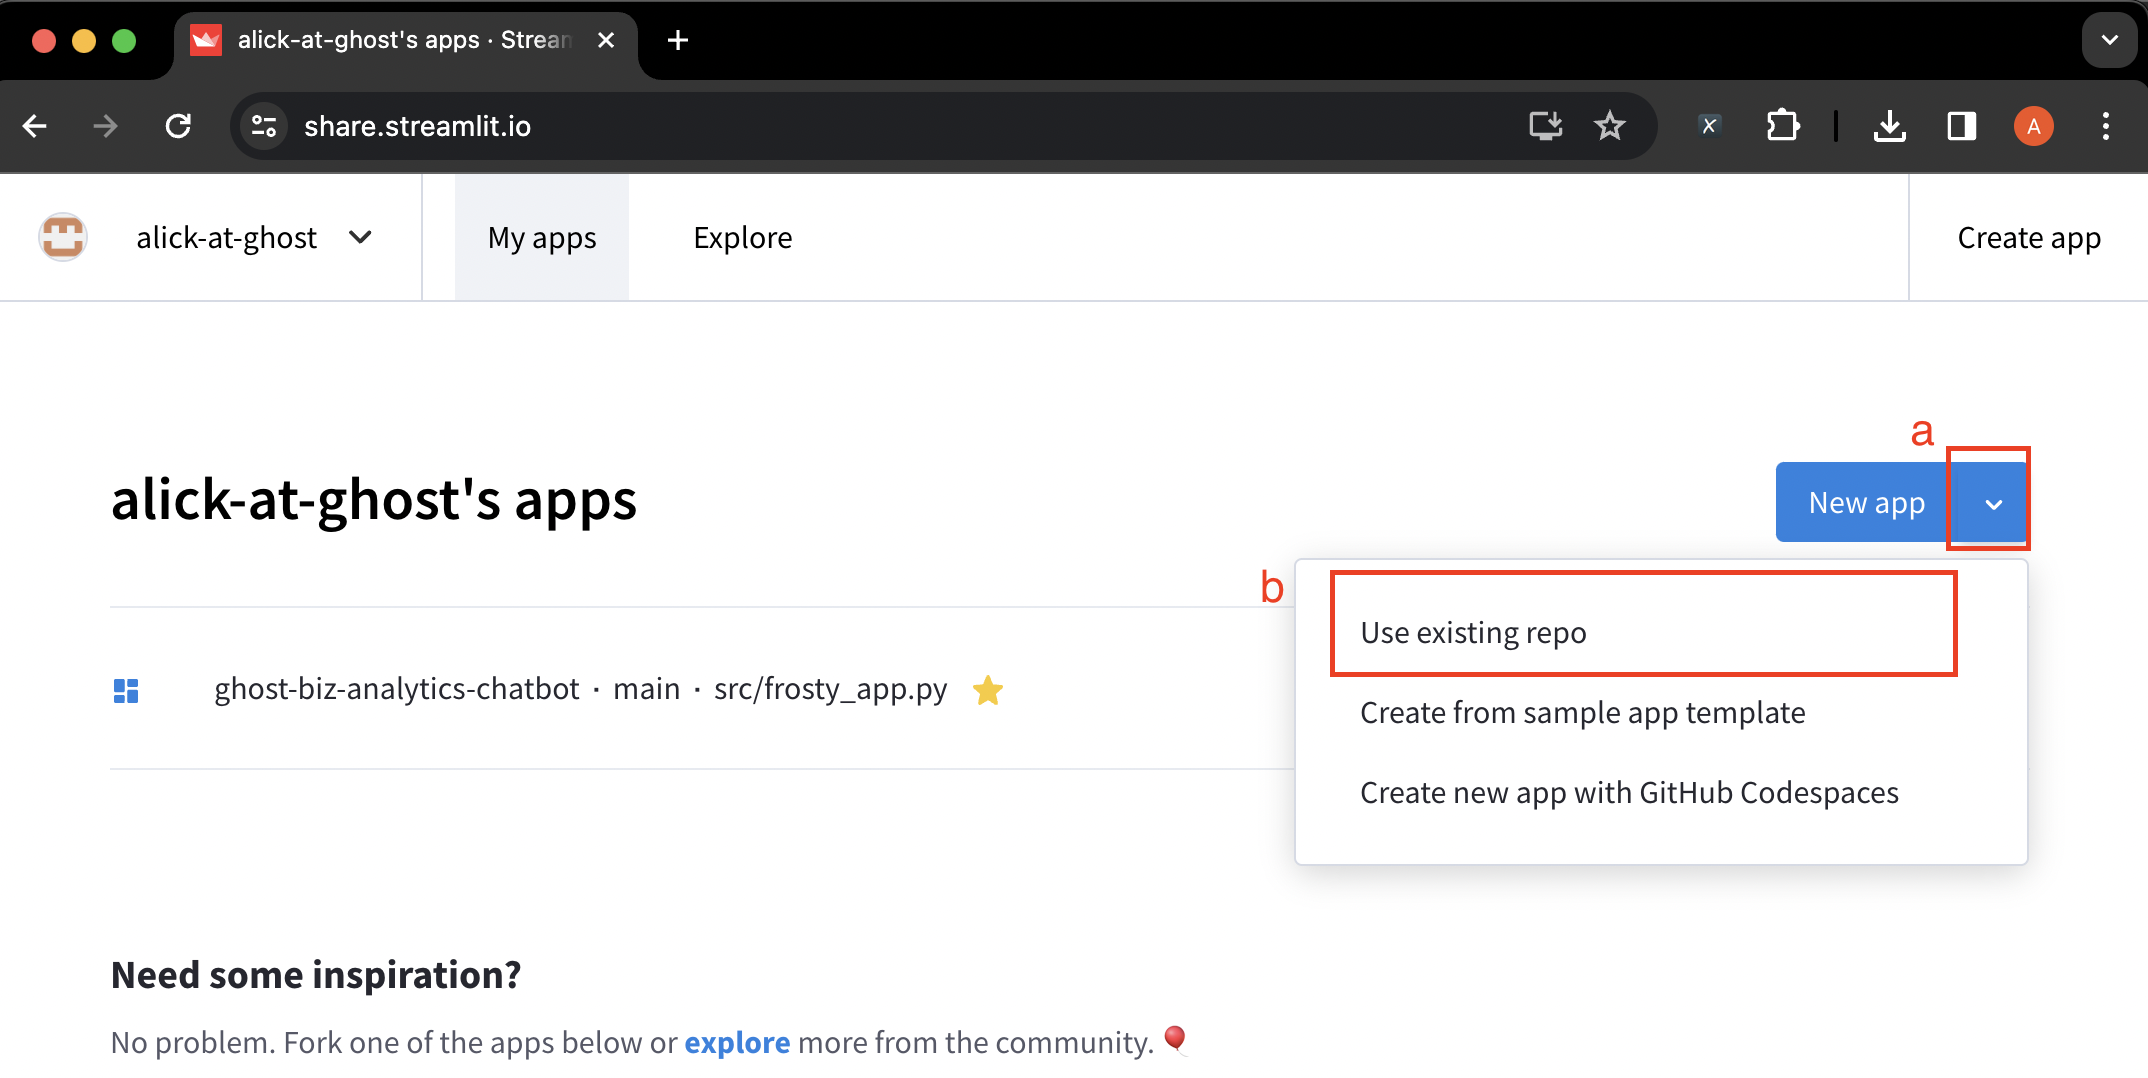 alick-at-ghost's apps · Stream
share.streamlit.io
X
A
alick-at-ghost
My apps
Explore
Create app
a
alick-at-ghost's apps
New app
b
Use existing repo
ghost-biz-analytics-chatbot · main · src/frosty_app.py
Create from sample app template
Create new app with GitHub Codespaces
Need some inspiration?
No problem. Fork one of the apps below or explore more from the community.